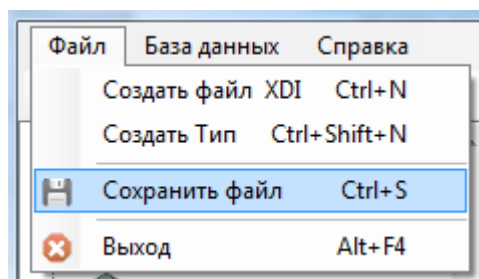 Файл База данных Справка
Создать файл XDI Ctrl+N
Создать Тип Ctrl+Shift+N
Сохранить файл Ctrl+S
Выход Alt+F4